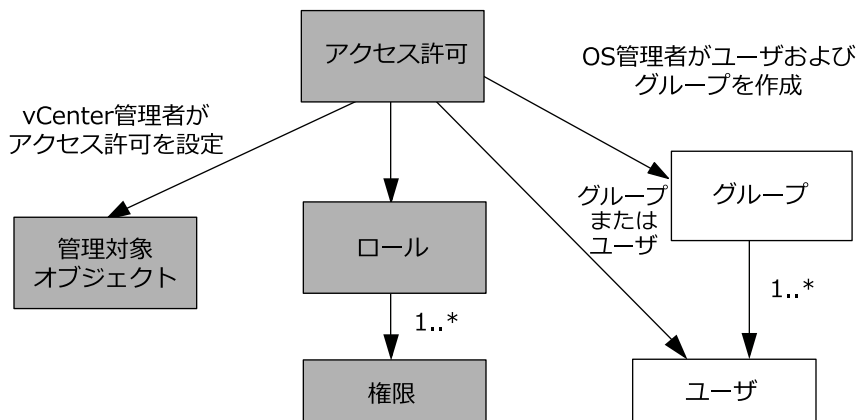 アクセス許可
OS管理者がユーザおよび
グループを作成
vCenter管理者が
アクセス許可を設定
グループ
グループ
または
ユーザ
管理対象
オブジェクト
ロール
1..*
1..*
権限
ユーザ